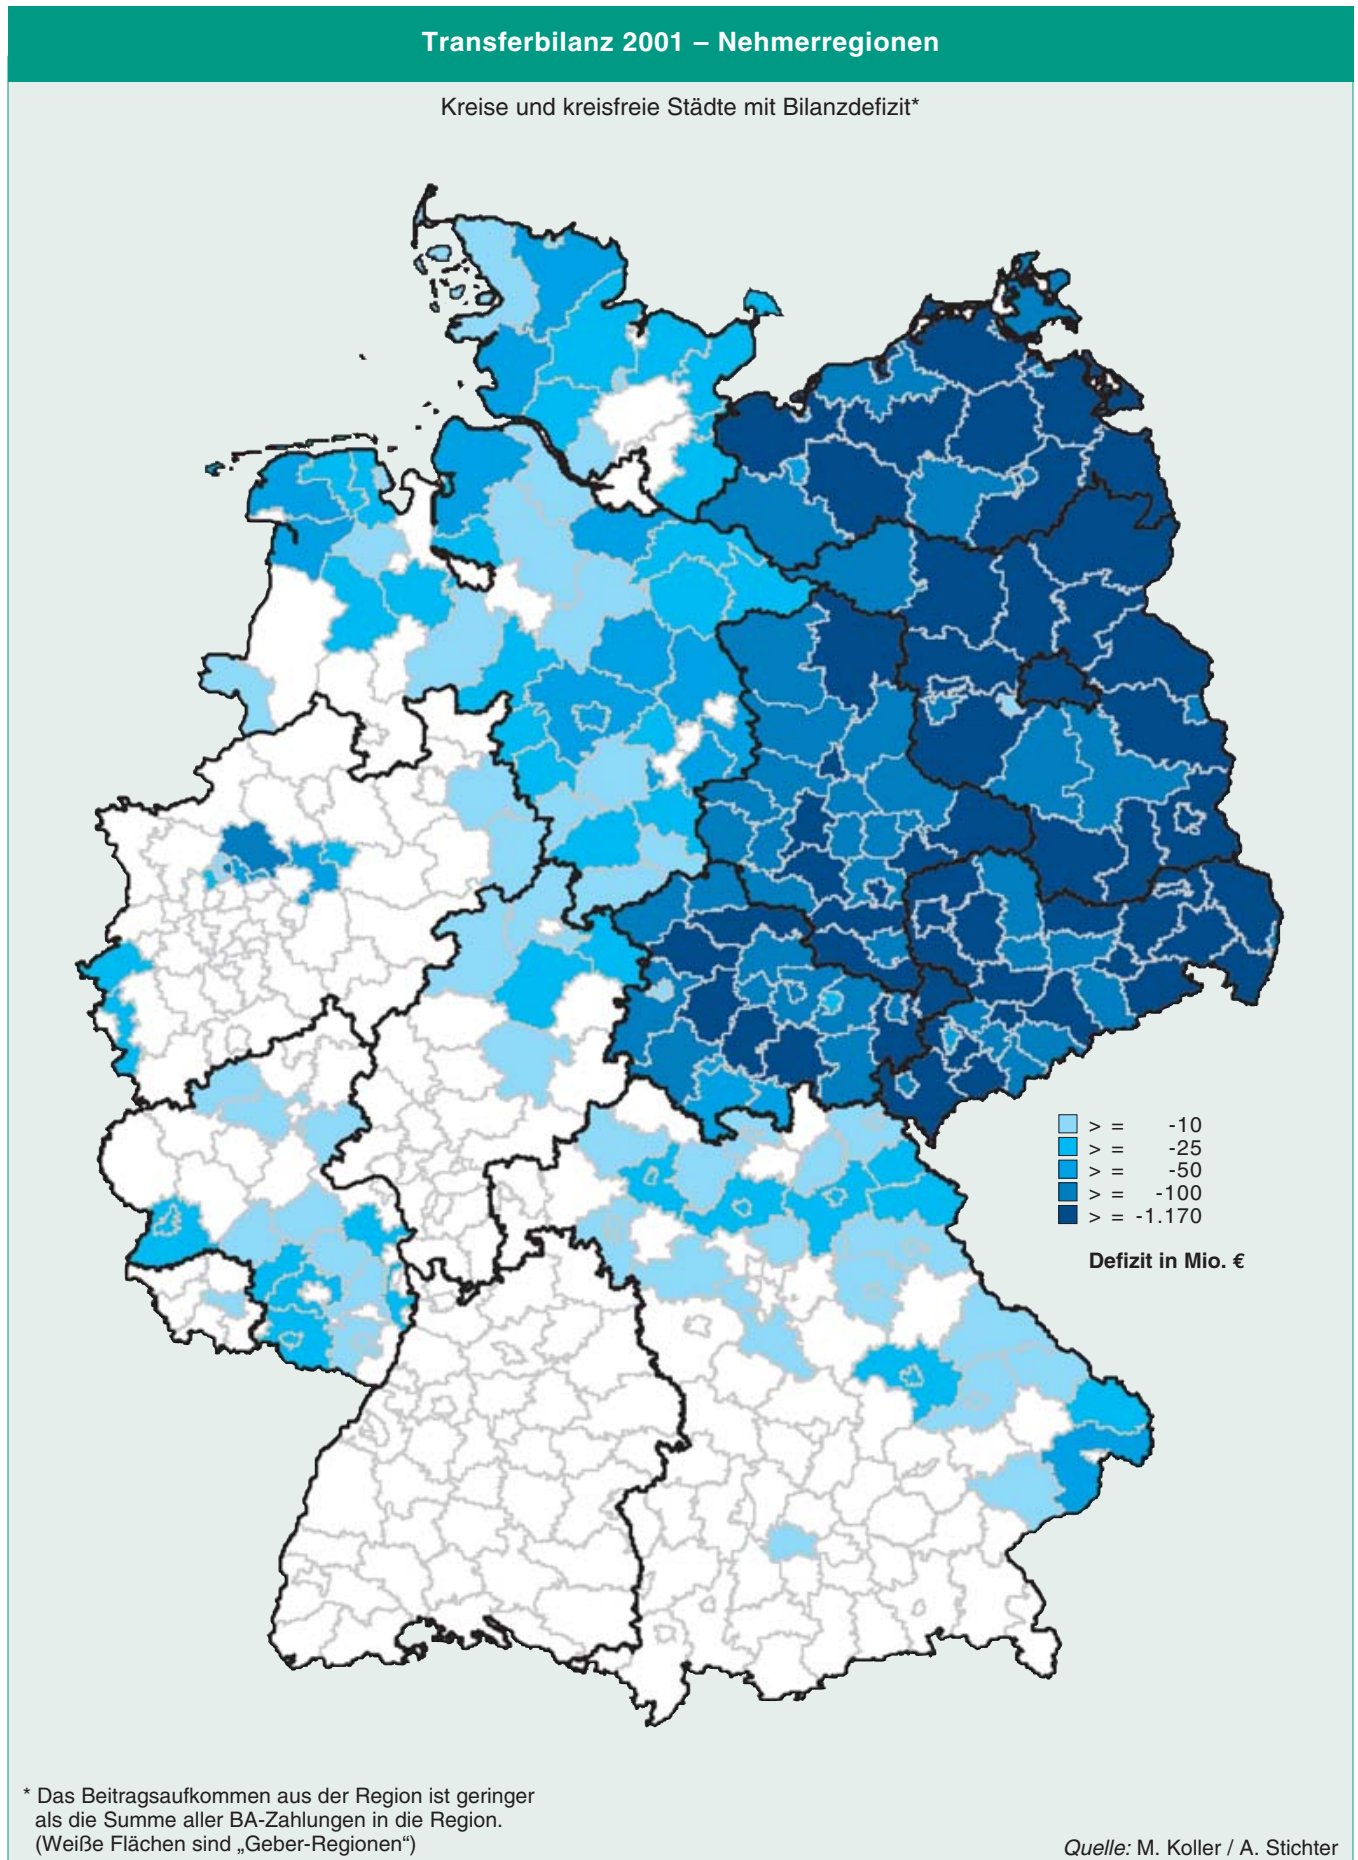 Transferbilanz 2001 – Nehmerregionen
Kreise und kreisfreie Städte mit Bilanzdefizit*
> = -10
> = -25
> = -50
> = -100
> = -1.170
Defizit in Mio. €
* Das Beitragsaufkommen aus der Region ist geringer
als die Summe aller BA-Zahlungen in die Region.
(Weiße Flächen sind „Geber-Regionen“)
Quelle: M. Koller / A. Stichter